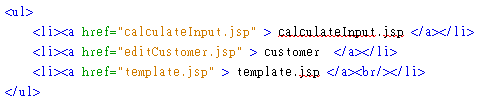 <ul>
<li><a href="calculateInput.jsp" > calculateInput.jsp </a></li>
<li><a href="editCustomer.jsp" > customer  </a></li>
<li><a href="template.jsp" > template.jsp </a><br/></li>
</ul>